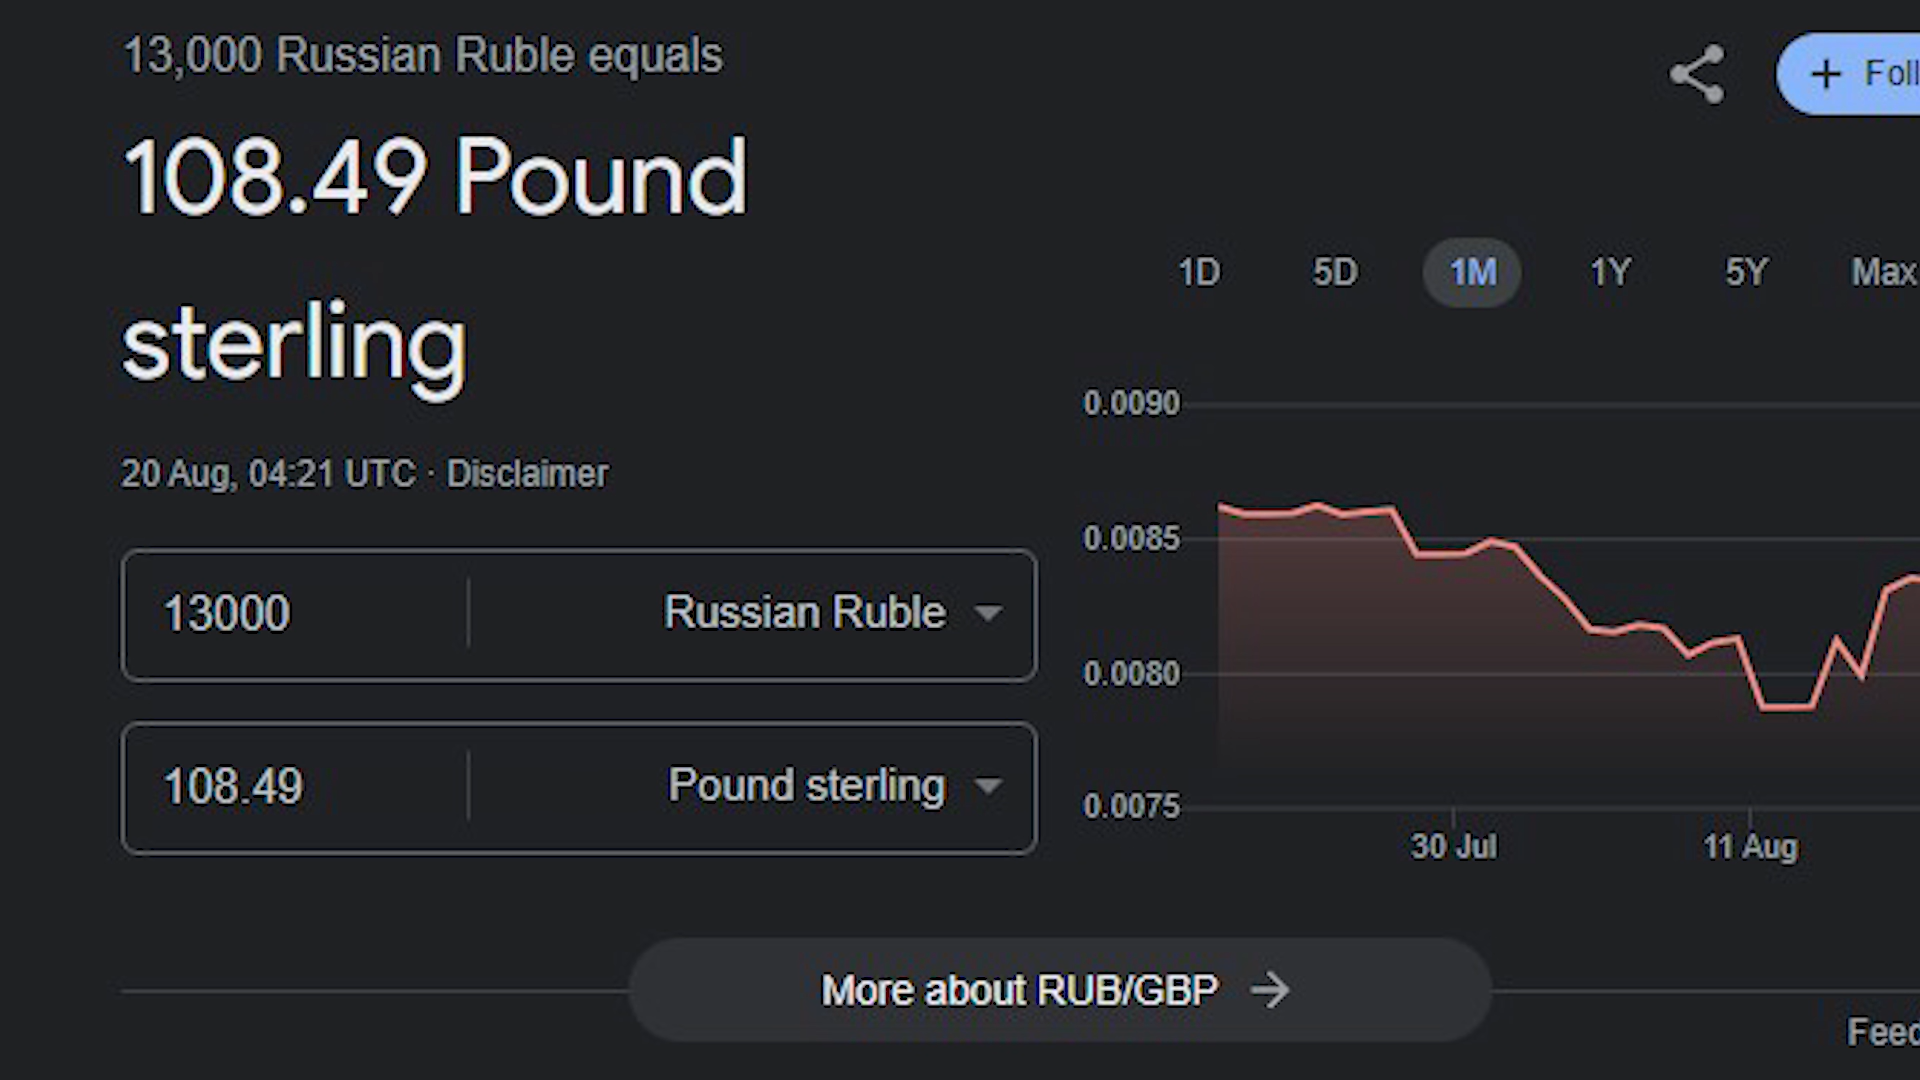 13,000 Russian Ruble equals
108.49 Pound
sterling
20 Aug, 04:21 UTC · Disclaimer
13000 Russian Ruble
108.49 Pound sterling
+ Foll
1D 5D 1M 1Y 5Y Max
0.0090
0.0085
0.0080
0.0075
30 Jul 11 Aug
More about RUB/GBP →
Feed